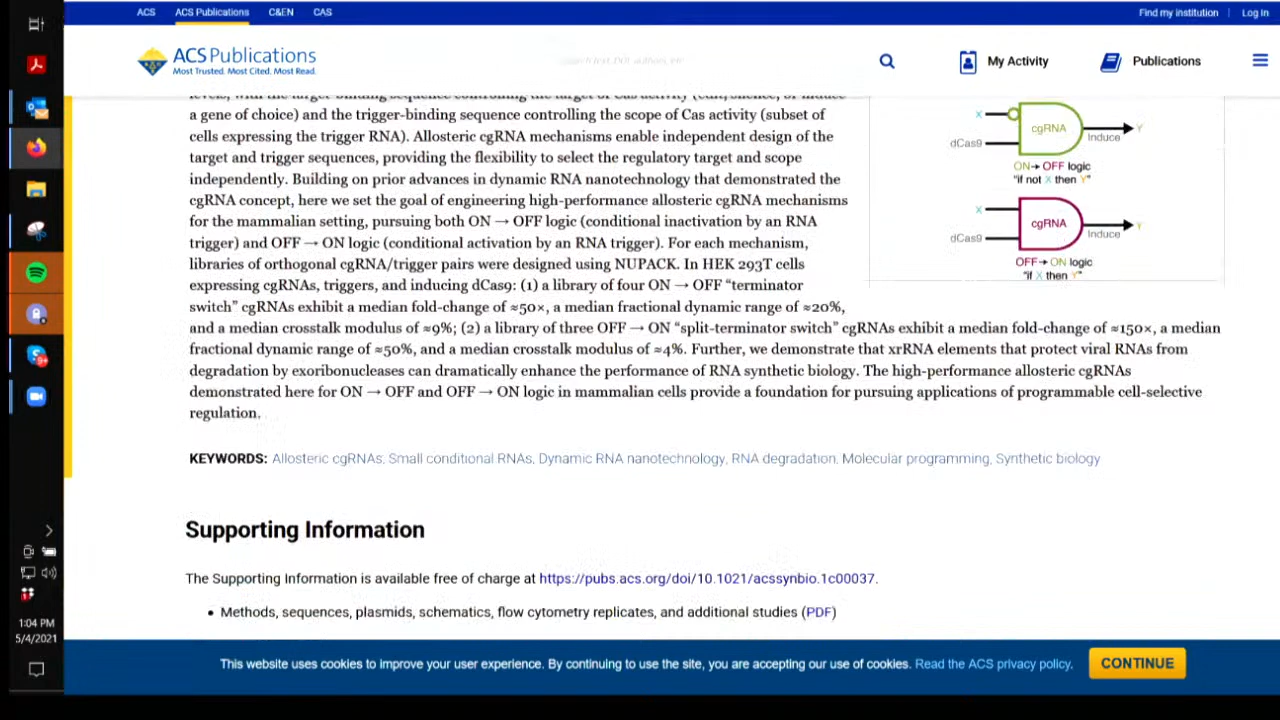 ACS ACS Publications C&EN CAS Find my institution Log In
ACS Publications
Most Trusted. Most Cited. Most Read.
My Activity
Publications
a gene of choice) and the trigger-binding sequence controlling the scope of Cas activity (subset of
cells expressing the trigger RNA). Allosteric cgRNA mechanisms enable independent design of the
target and trigger sequences, providing the flexibility to select the regulatory target and scope
independently. Building on prior advances in dynamic RNA nanotechnology that demonstrated the
cgRNA concept, here we set the goal of engineering high-performance allosteric cgRNA mechanisms
for the mammalian setting, pursuing both ON → OFF logic (conditional inactivation by an RNA
trigger) and OFF → ON logic (conditional activation by an RNA trigger). For each mechanism,
libraries of orthogonal cgRNA/trigger pairs were designed using NUPACK. In HEK 293T cells
expressing cgRNAs, triggers, and inducing dCas9: (1) a library of four ON → OFF “terminator
switch” cgRNAs exhibit a median fold-change of ≈50×, a median fractional dynamic range of ≈20%,
and a median crosstalk modulus of ≈9%; (2) a library of three OFF → ON “split-terminator switch” cgRNAs exhibit a median fold-change of ≈150×, a median
fractional dynamic range of ≈50%, and a median crosstalk modulus of ≈4%. Further, we demonstrate that xrRNA elements that protect viral RNAs from
degradation by exoribonucleases can dramatically enhance the performance of RNA synthetic biology. The high-performance allosteric cgRNAs
demonstrated here for ON → OFF and OFF → ON logic in mammalian cells provide a foundation for pursuing applications of programmable cell-selective
regulation.
X
cgRNA
Y
dCas9
Induce
ON→ OFF logic
"if not X then Y"
X
cgRNA
Y
dCas9
Induce
OFF→ ON logic
"if X then Y"
KEYWORDS: Allosteric cgRNAs, Small conditional RNAs, Dynamic RNA nanotechnology, RNA degradation, Molecular programming, Synthetic biology
Supporting Information
The Supporting Information is available free of charge at https://pubs.acs.org/doi/10.1021/acssynbio.1c00037.
• Methods, sequences, plasmids, schematics, flow cytometry replicates, and additional studies (PDF)
1:04 PM
5/4/2021
This website uses cookies to improve your user experience. By continuing to use the site, you are accepting our use of cookies. Read the ACS privacy policy.
CONTINUE